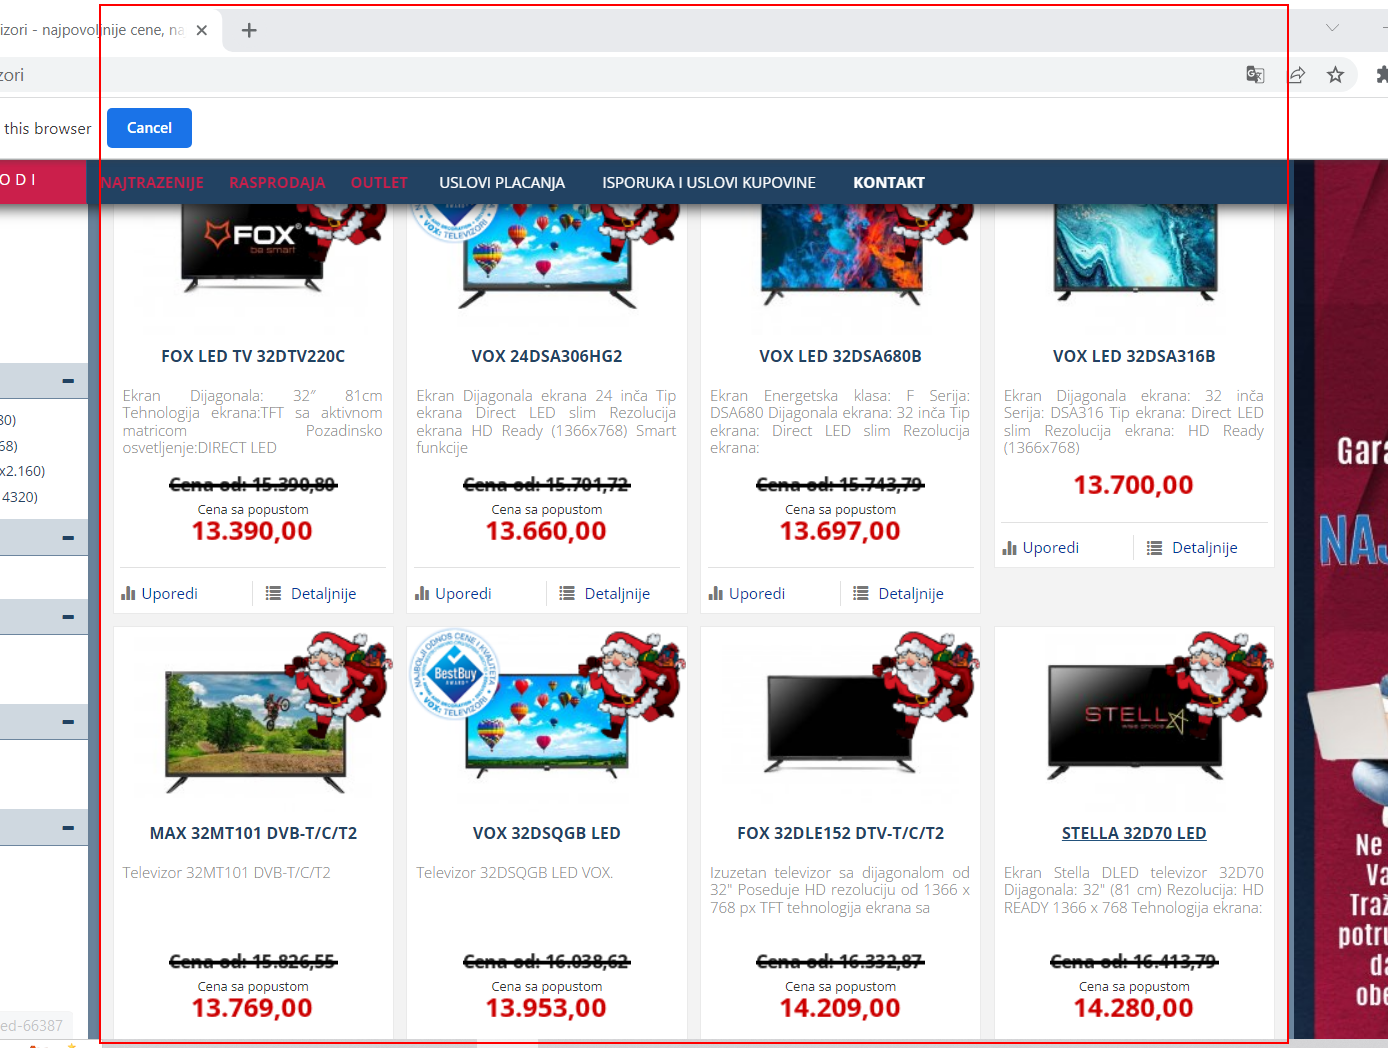 izori - najpovoljnije cene, na
zori
this browser
Cancel
O D I
NAJTRAZENIJE
RASPRODAJA
OUTLET
USLOVI PLACANJA
ISPORUKA I USLOVI KUPOVINE
KONTAKT
FOX
be smart
FOX LED TV 32DTV220C
Ekran Dijagonala: 32″ 81cm
Tehnologija ekrana:TFT sa aktivnom
matricom Pozadinsko
osvetljenje:DIRECT LED
Cena od: 15.390,80
Cena sa popustom
13.390,00
Uporedi
Detaljnije
VOX: TELEVIZORI
VOX 24DSA306HG2
Ekran Dijagonala ekrana 24 inča Tip
ekrana Direct LED slim Rezolucija
ekrana HD Ready (1366x768) Smart
funkcije
Cena od: 15.701,72
Cena sa popustom
13.660,00
Uporedi
Detaljnije
VOX LED 32DSA680B
Ekran Energetska klasa: F Serija:
DSA680 Dijagonala ekrana: 32 inča Tip
ekrana: Direct LED slim Rezolucija
ekrana:
Cena od: 15.743,79
Cena sa popustom
13.697,00
Uporedi
Detaljnije
VOX LED 32DSA316B
Ekran Dijagonala ekrana: 32 inča
Serija: DSA316 Tip ekrana: Direct LED
slim Rezolucija ekrana: HD Ready
(1366x768)
13.700,00
Uporedi
Detaljnije
MAX 32MT101 DVB-T/C/T2
Televizor 32MT101 DVB-T/C/T2
Cena od: 15.826,55
Cena sa popustom
13.769,00
NAJBOLJI ODNOS CENE I KVALITETA
BestBuy
AWARD
VOX: TELEVIZORI
VOX 32DSQGB LED
Televizor 32DSQGB LED VOX.
Cena od: 16.038,62
Cena sa popustom
13.953,00
FOX 32DLE152 DTV-T/C/T2
Izuzetan televizor sa dijagonalom od
32" Poseduje HD rezoluciju od 1366 x
768 px TFT tehnologija ekrana sa
Cena od: 16.332,87
Cena sa popustom
14.209,00
STELLA
wise choice
STELLA 32D70 LED
Ekran Stella DLED televizor 32D70
Dijagonala: 32" (81 cm) Rezolucija: HD
READY 1366 x 768 Tehnologija ekrana:
Cena od: 16.413,79
Cena sa popustom
14.280,00
80)
68)
x2.160)
4320)
ed-66387
Gara
NAJ
Ne
Va
Traž
potru
da
obe